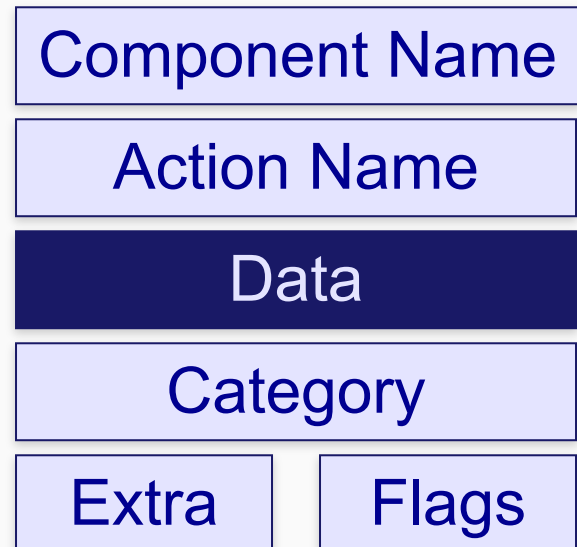 Component Name
Action Name
Data
Category
Extra Flags